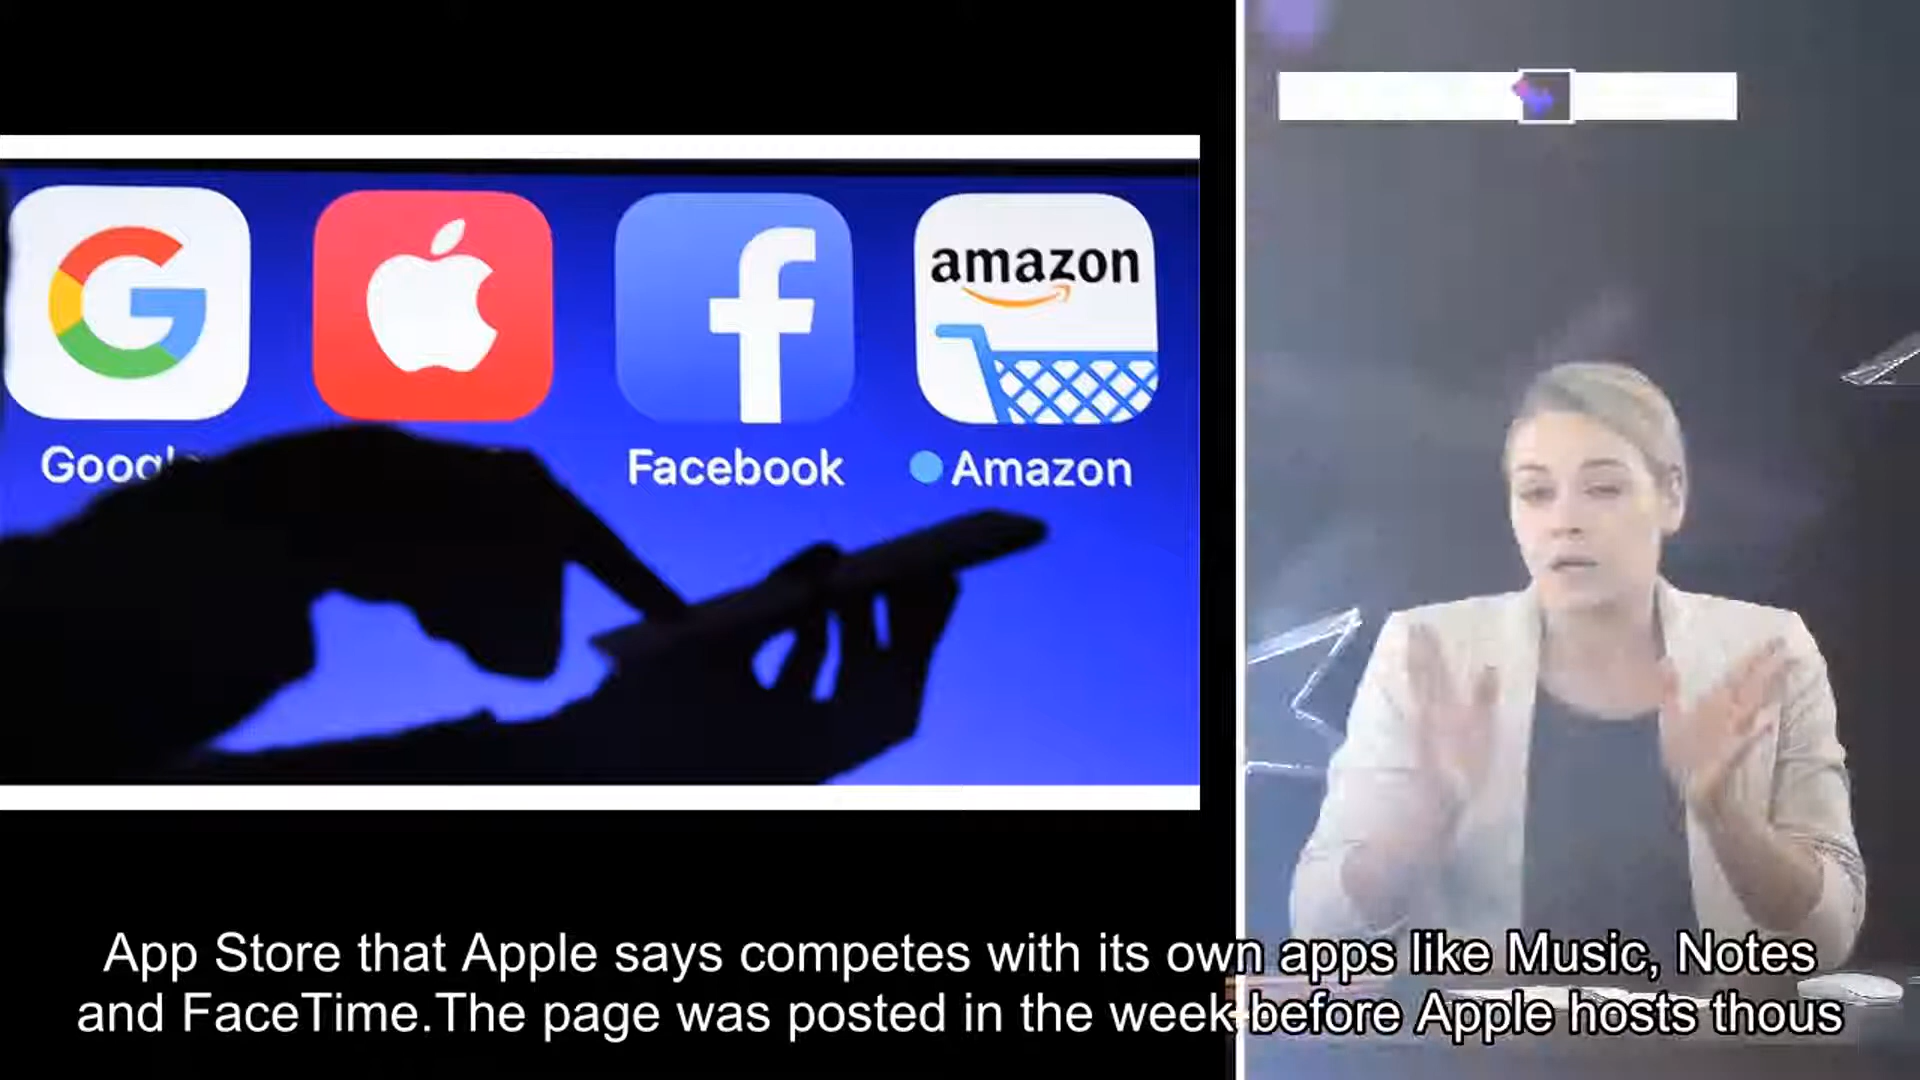 amazon
Google
Facebook
Amazon
App Store that Apple says competes with its own apps like Music, Notes
and FaceTime.The page was posted in the week before Apple hosts thous